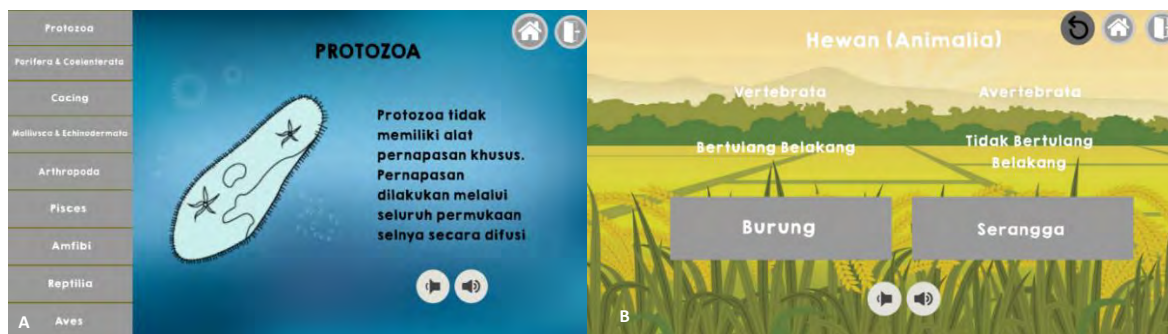 Protozoa
Porifera & Coelenterata
Cacing
Mollusca & Echinodermata
Arthropoda
Pisces
Amfibi
Reptilia
Aves
A
PROTOZOA
Protozoa tidak
memiliki alat
pernapasan khusus.
Pernapasan
dilakukan melalui
seluruh permukaan
selnya secara difusi
Hewan (Animalia)
Vertebrata
Avertebrata
Bertulang Belakang
Tidak Bertulang
Belakang
Burung
Serangga
B